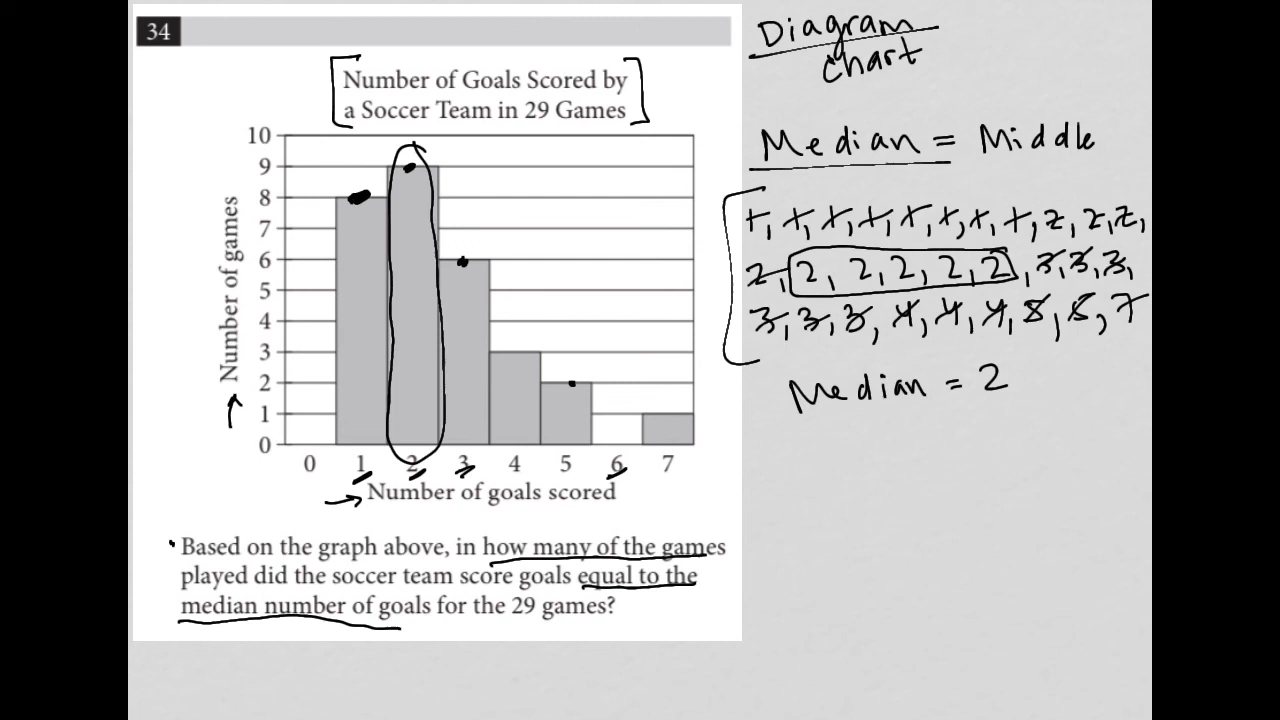 34
Number of Goals Scored by
a Soccer Team in 29 Games
10
9
8
7
6
5
4
3
2
1
0
Number of games
0 1 2 3 4 5 6 7
Number of goals scored
Based on the graph above, in how many of the games
played did the soccer team score goals equal to the
median number of goals for the 29 games?
Diagram
chart
Median = Middle
1, 1, 1, 1, 1, 1, 1, 1, 2, 2, 2,
2, 2, 2, 2, 2, 2, 3, 3, 3,
3, 3, 3, 4, 4, 4, 5, 5, 7
Median = 2